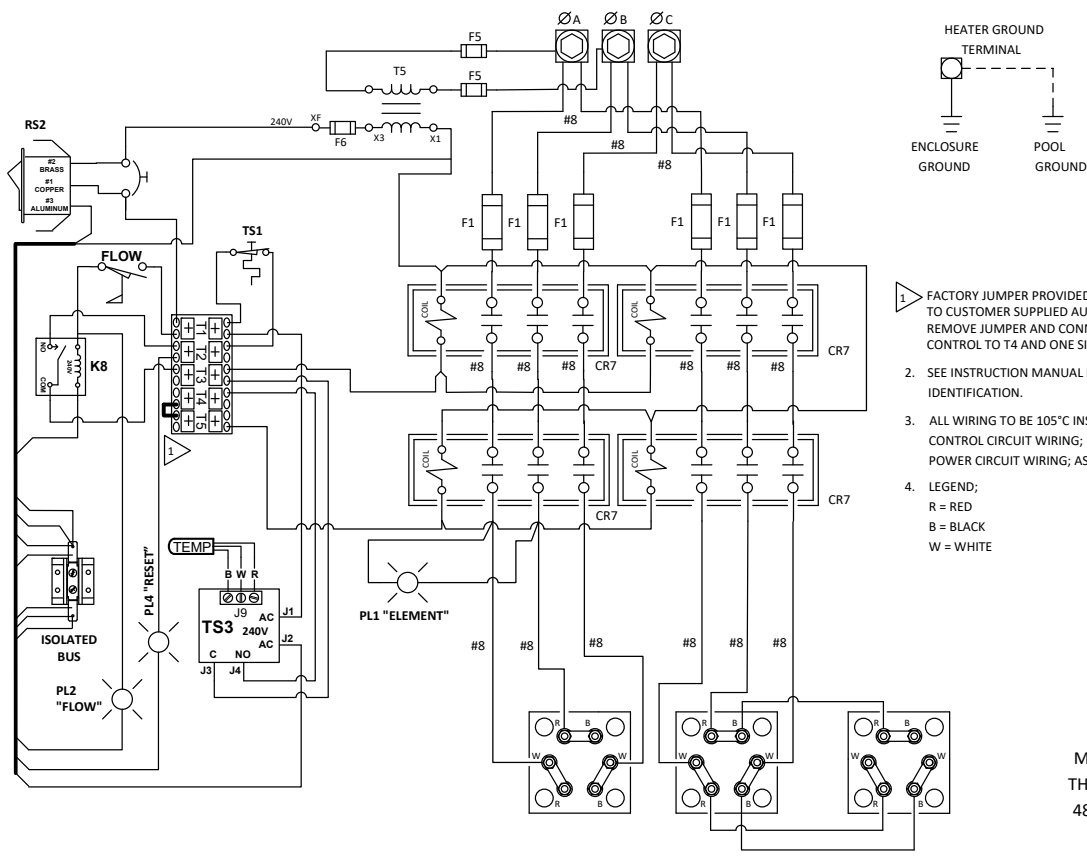 ØA
ØB
ØC
F5
F5
T5
#8
#8
#8
240V
XF
F6
X3
X1
RS2
#2
BRASS
#1
COPPER
#3
ALUMINUM
HEATER GROUND
TERMINAL
ENCLOSURE
GROUND
POOL
GROUND
F1
F1
F1
F1
F1
F1
FLOW
TS1
NO
COM
240V
K8
T1
T2
T3
T4
T5
1
COIL
COIL
CR7
CR7
#8
#8
#8
#8
#8
#8
COIL
COIL
CR7
CR7
1 FACTORY JUMPER PROVIDED
TO CUSTOMER SUPPLIED AU
REMOVE JUMPER AND CONN
CONTROL TO T4 AND ONE SI
2. SEE INSTRUCTION MANUAL
IDENTIFICATION.
3. ALL WIRING TO BE 105°C INS
CONTROL CIRCUIT WIRING;
POWER CIRCUIT WIRING; AS
4. LEGEND;
R = RED
B = BLACK
W = WHITE
TEMP
B W R
J9
TS3
240V
AC
AC
J1
J2
C NO
J3 J4
PL4 "RESET"
ISOLATED
BUS
PL2
"FLOW"
PL1 "ELEMENT"
#8
#8
#8
#8
#8
#8
R B
W W
R B
R B
W W
R B
R B
W W
R B
M
TH
48